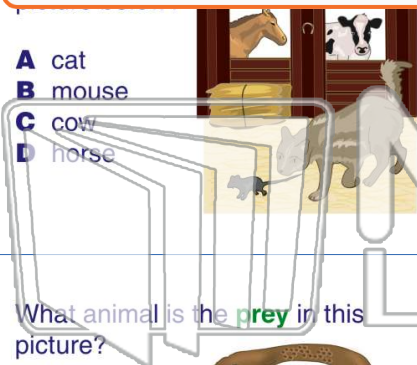 A cat
B mouse
C cow
D horse
What animal is the prey in this
picture?